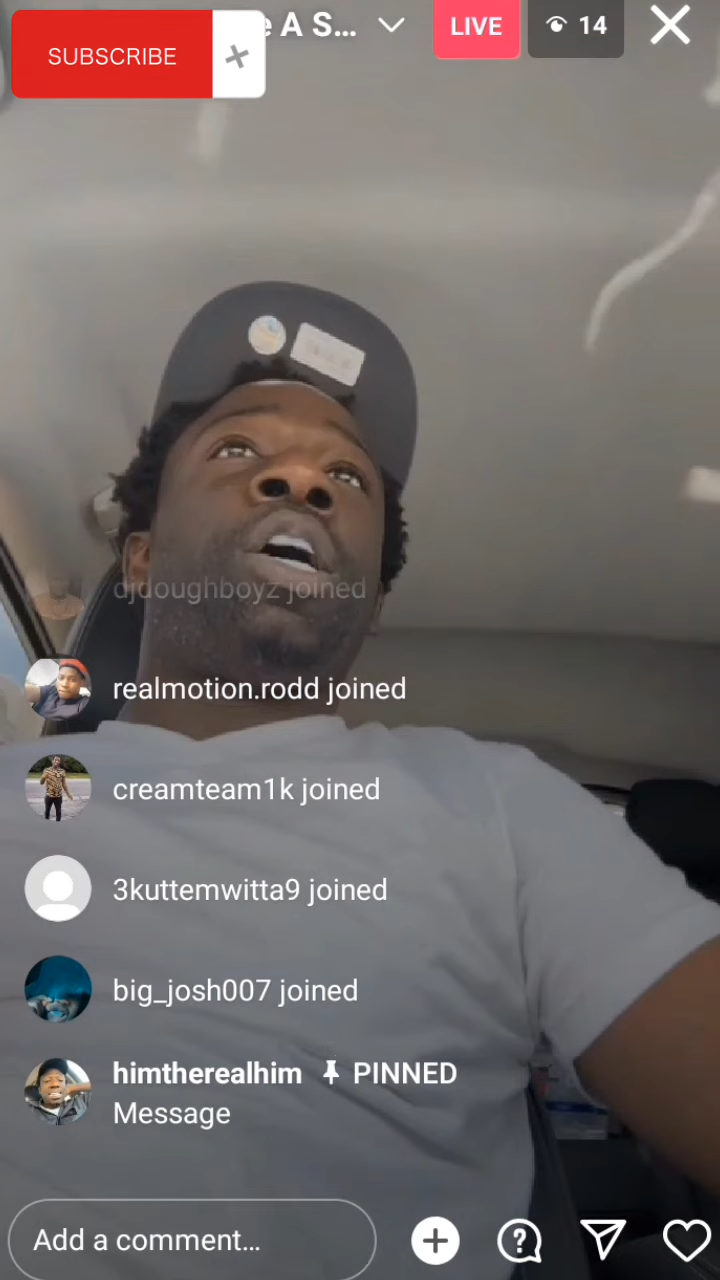 SUBSCRIBE
e A S...
LIVE
14
djdoughboyz joined
realmotion.rodd joined
creamteam1k joined
3kuttemwitta9 joined
big_josh007 joined
himtherealhim PINNED
Message
Add a comment...